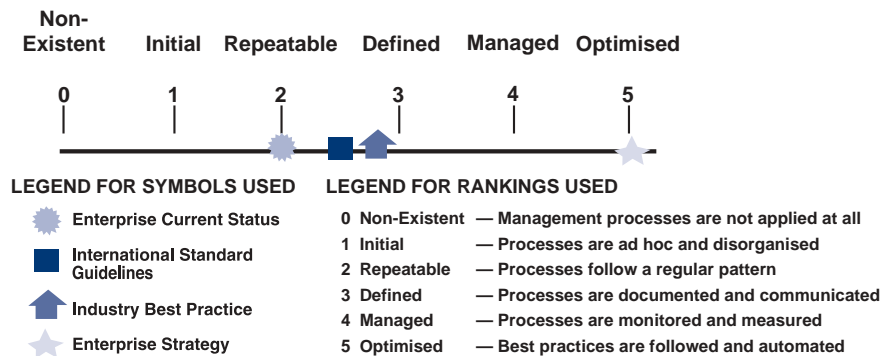 Non-
Existent Initial Repeatable Defined Managed Optimised
0 1 2 3 4 5
LEGEND FOR SYMBOLS USED
Enterprise Current Status
International Standard
Guidelines
Industry Best Practice
Enterprise Strategy
LEGEND FOR RANKINGS USED
0 Non-Existent — Management processes are not applied at all
1 Initial — Processes are ad hoc and disorganised
2 Repeatable — Processes follow a regular pattern
3 Defined — Processes are documented and communicated
4 Managed — Processes are monitored and measured
5 Optimised — Best practices are followed and automated